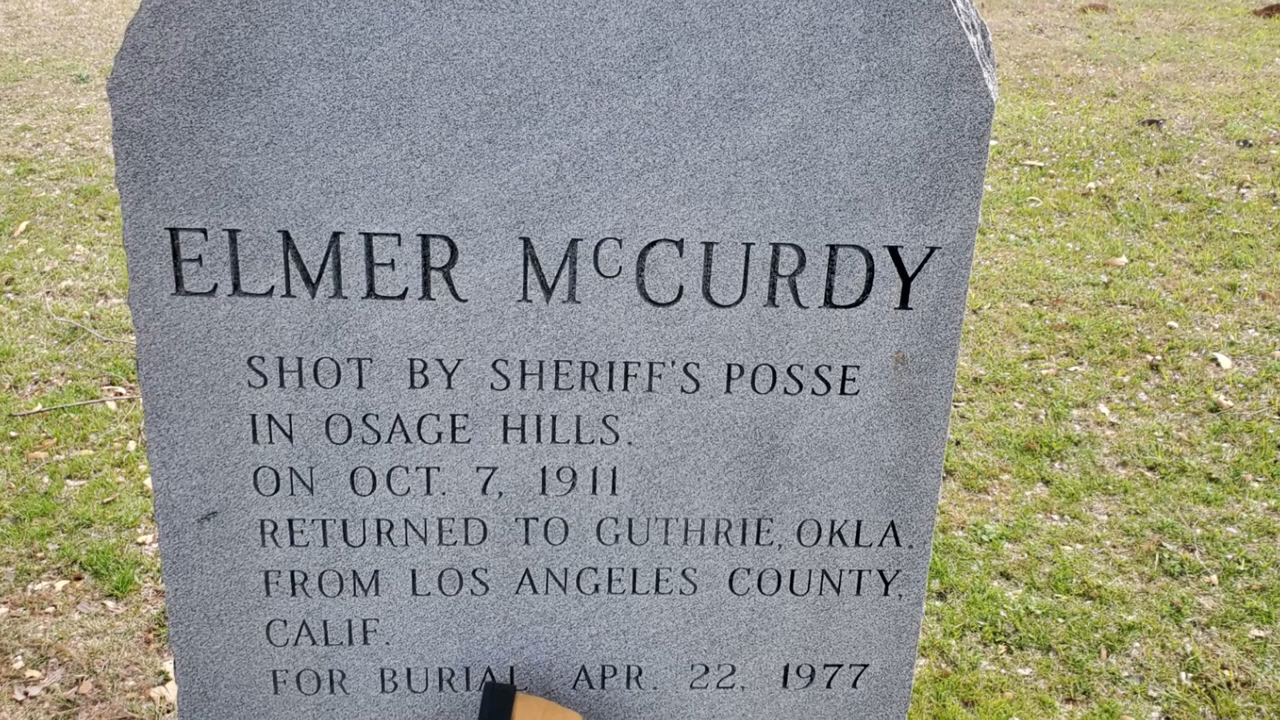 ELMER McCURDY
SHOT BY SHERIFF'S POSSE
IN OSAGE HILLS.
ON OCT. 7, 1911
RETURNED TO GUTHRIE, OKLA.
FROM LOS ANGELES COUNTY,
CALIF.
FOR BURIAL APR. 22, 1977